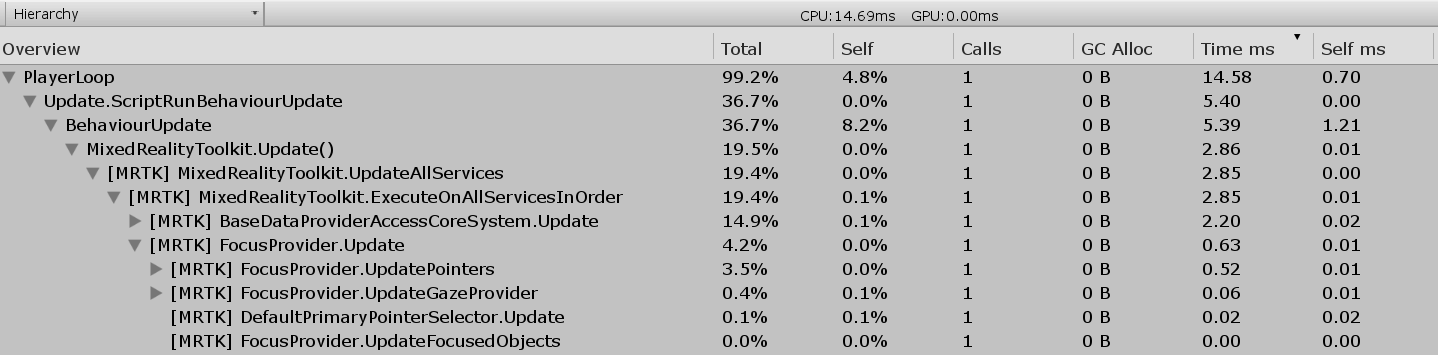 Hierarchy CPU:14.69ms GPU:0.00ms
Overview Total Self Calls GC Alloc Time ms Self ms
PlayerLoop 99.2% 4.8% 1 0 B 14.58 0.70
Update.ScriptRunBehaviourUpdate 36.7% 0.0% 1 0 B 5.40 0.00
BehaviourUpdate 36.7% 8.2% 1 0 B 5.39 1.21
MixedRealityToolkit.Update() 19.5% 0.0% 1 0 B 2.86 0.01
[MRTK] MixedRealityToolkit.UpdateAllServices 19.4% 0.0% 1 0 B 2.85 0.00
[MRTK] MixedRealityToolkit.ExecuteOnAllServicesInOrder 19.4% 0.1% 1 0 B 2.85 0.01
[MRTK] BaseDataProviderAccessCoreSystem.Update 14.9% 0.1% 1 0 B 2.20 0.02
[MRTK] FocusProvider.Update 4.2% 0.0% 1 0 B 0.63 0.01
[MRTK] FocusProvider.UpdatePointers 3.5% 0.0% 1 0 B 0.52 0.01
[MRTK] FocusProvider.UpdateGazeProvider 0.4% 0.1% 1 0 B 0.06 0.01
[MRTK] DefaultPrimaryPointerSelector.Update 0.1% 0.1% 1 0 B 0.02 0.02
[MRTK] FocusProvider.UpdateFocusedObjects 0.0% 0.0% 1 0 B 0.00 0.00